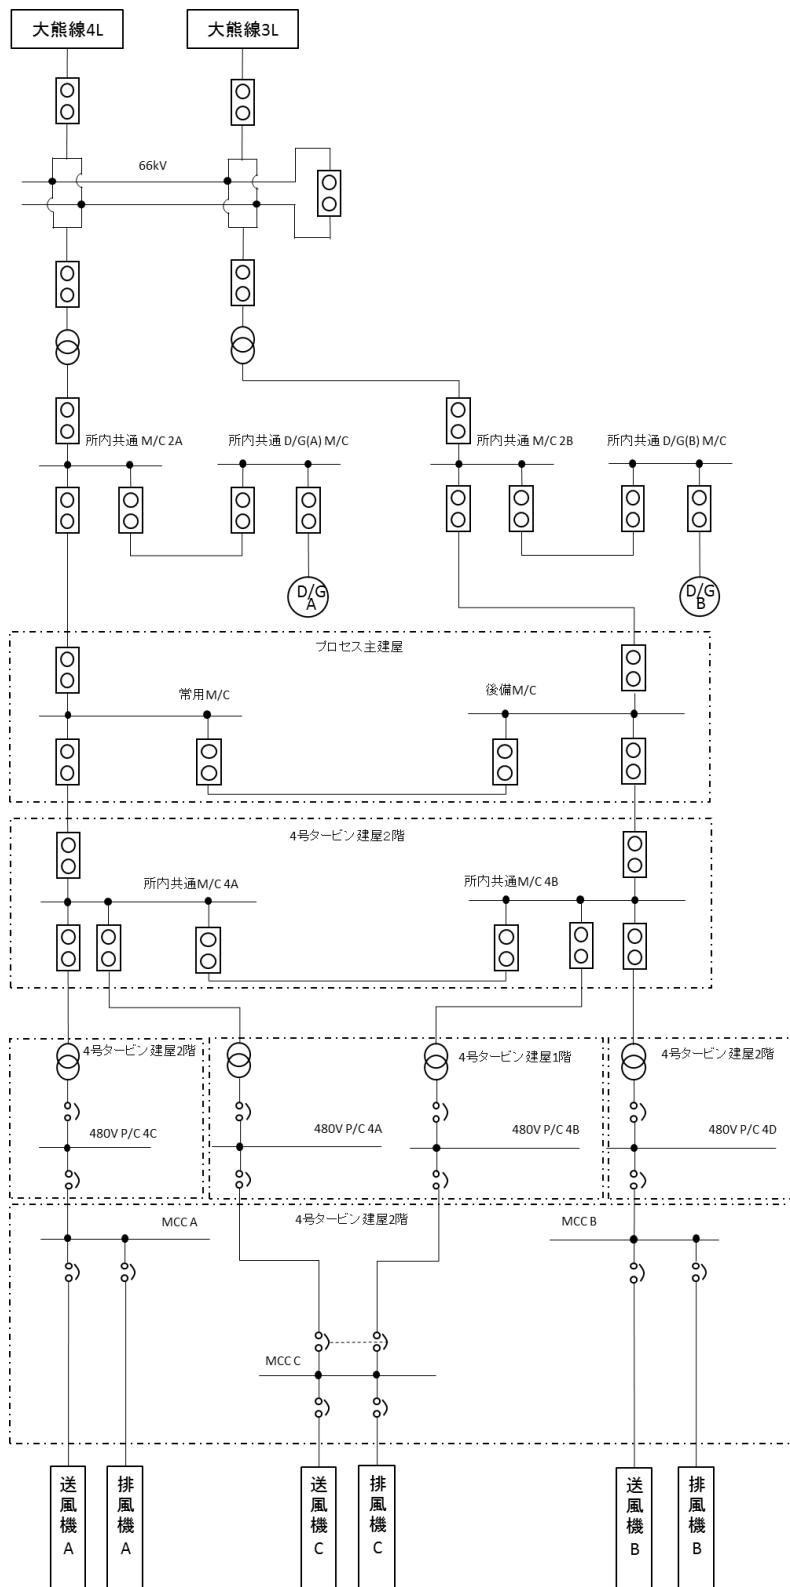 大熊線4L
大熊線3L
66kV
所内共通 M/C 2A
所内共通 D/G(A) M/C
所内共通 M/C 2B
所内共通 D/G(B) M/C
D/G
A
D/G
B
プロセス主建屋
常用M/C
後備M/C
4号タービン建屋2階
所内共通M/C 4A
所内共通M/C 4B
4号タービン建屋2階
4号タービン建屋1階
4号タービン建屋2階
480V P/C 4C
480V P/C 4A
480V P/C 4B
480V P/C 4D
MCC A
4号タービン建屋2階
MCC B
MCC C
送風機A
排風機A
送風機C
排風機C
送風機B
排風機B